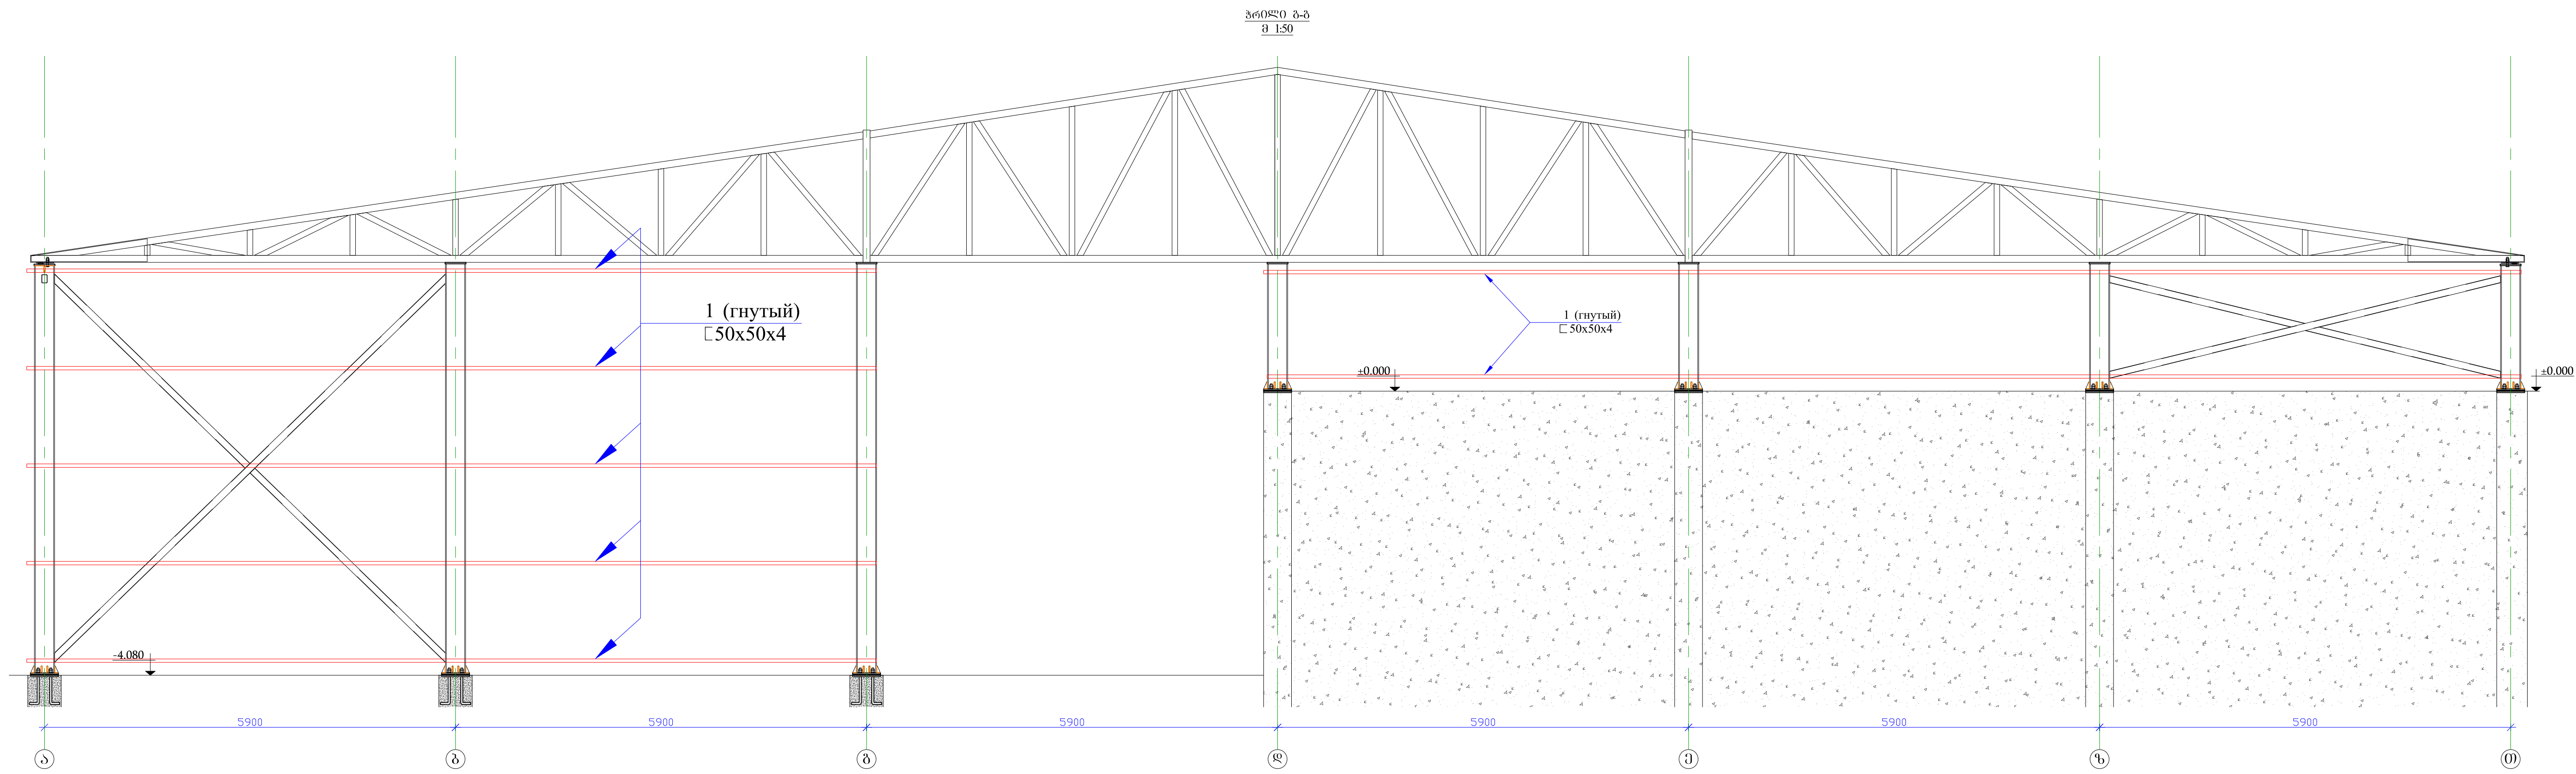 ჭრილი ბ-ბ
მ 1:50
1 (гнутый)
□50x50x4
1 (гнутый)
□50x50x4
±0.000
±0.000
-4.080
5900 5900 5900 5900 5900 5900
ა ბ გ დ ე ზ თ